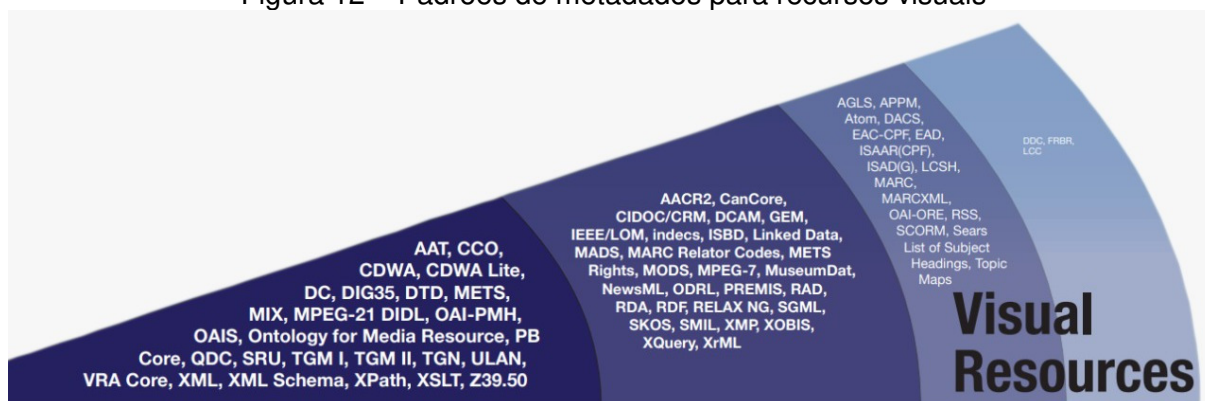 Figura 12 – Padrões de metadados para recursos visuais
AAT, CCO,
CDWA, CDWA Lite,
DC, DIG35, DTD, METS,
MIX, MPEG-21 DIDL, OAI-PMH,
OAIS, Ontology for Media Resource, PB
Core, QDC, SRU, TGM I, TGM II, TGN, ULAN,
VRA Core, XML, XML Schema, XPath, XSLT, Z39.50
AACR2, CanCore,
CIDOC/CRM, DCAM, GEM,
IEEE/LOM, indecs, ISBD, Linked Data,
MADS, MARC Relator Codes, METS
Rights, MODS, MPEG-7, MuseumDat,
NewsML, ODRL, PREMIS, RAD,
RDA, RDF, RELAX NG, SGML,
SKOS, SMIL, XMP, XOBIS,
XQuery, XrML
AGLS, APPM,
Atom, DACS,
EAC-CPF, EAD,
ISAAR(CPF),
ISAD(G), LCSH,
MARC,
MARCXML,
OAI-ORE, RSS,
SCORM, Sears
List of Subject
Headings, Topic
Maps
DDC, FRBR,
LCC
Visual
Resources